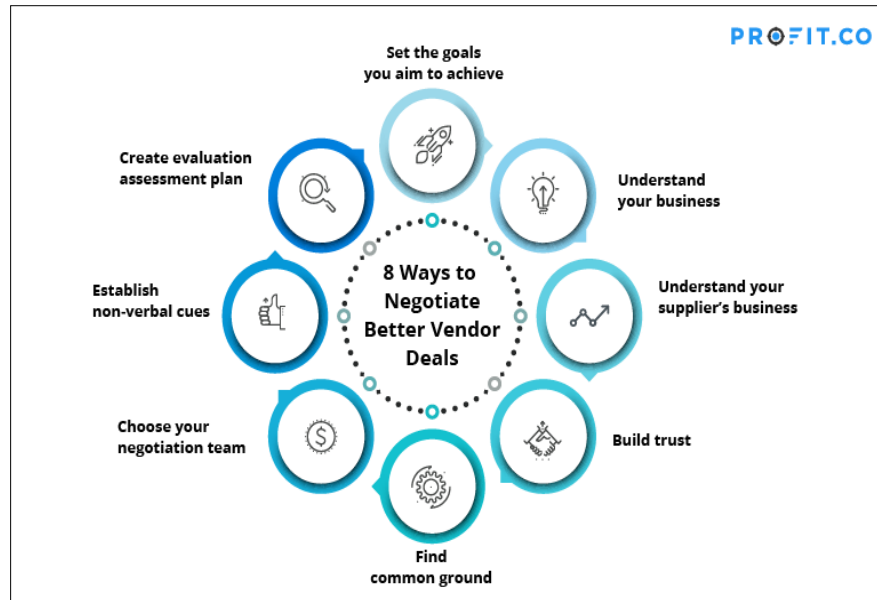 PROFIT.CO
Set the goals
you aim to achieve
Understand
your business
Understand your
supplier's business
Build trust
Find
common ground
Choose your
negotiation team
$
Establish
non-verbal cues
Create evaluation
assessment plan
8 Ways to
Negotiate
Better Vendor
Deals